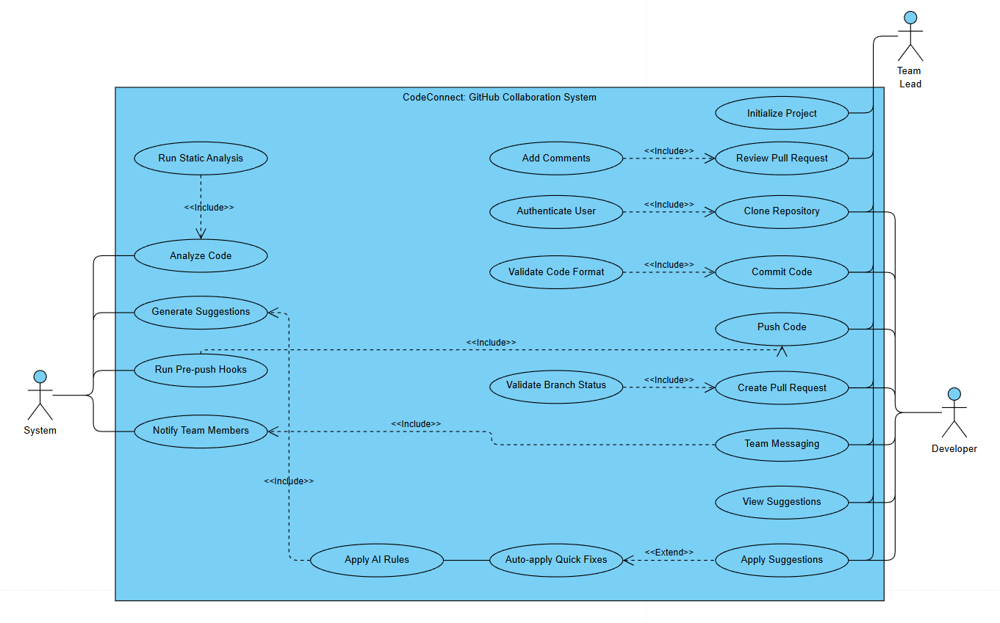 Team
Lead
CodeConnect: GitHub Collaboration System
Initialize Project
Run Static Analysis
Add Comments
<<Include>>
Review Pull Request
<<Include>>
Authenticate User
<<Include>>
Clone Repository
Analyze Code
Validate Code Format
<<Include>>
Commit Code
Generate Suggestions
Push Code
<<Include>>
Run Pre-push Hooks
Validate Branch Status
<<Include>>
Create Pull Request
System
Notify Team Members
<<Include>>
Team Messaging
Developer
<<Include>>
View Suggestions
Apply AI Rules
Auto-apply Quick Fixes
<<Extend>>
Apply Suggestions